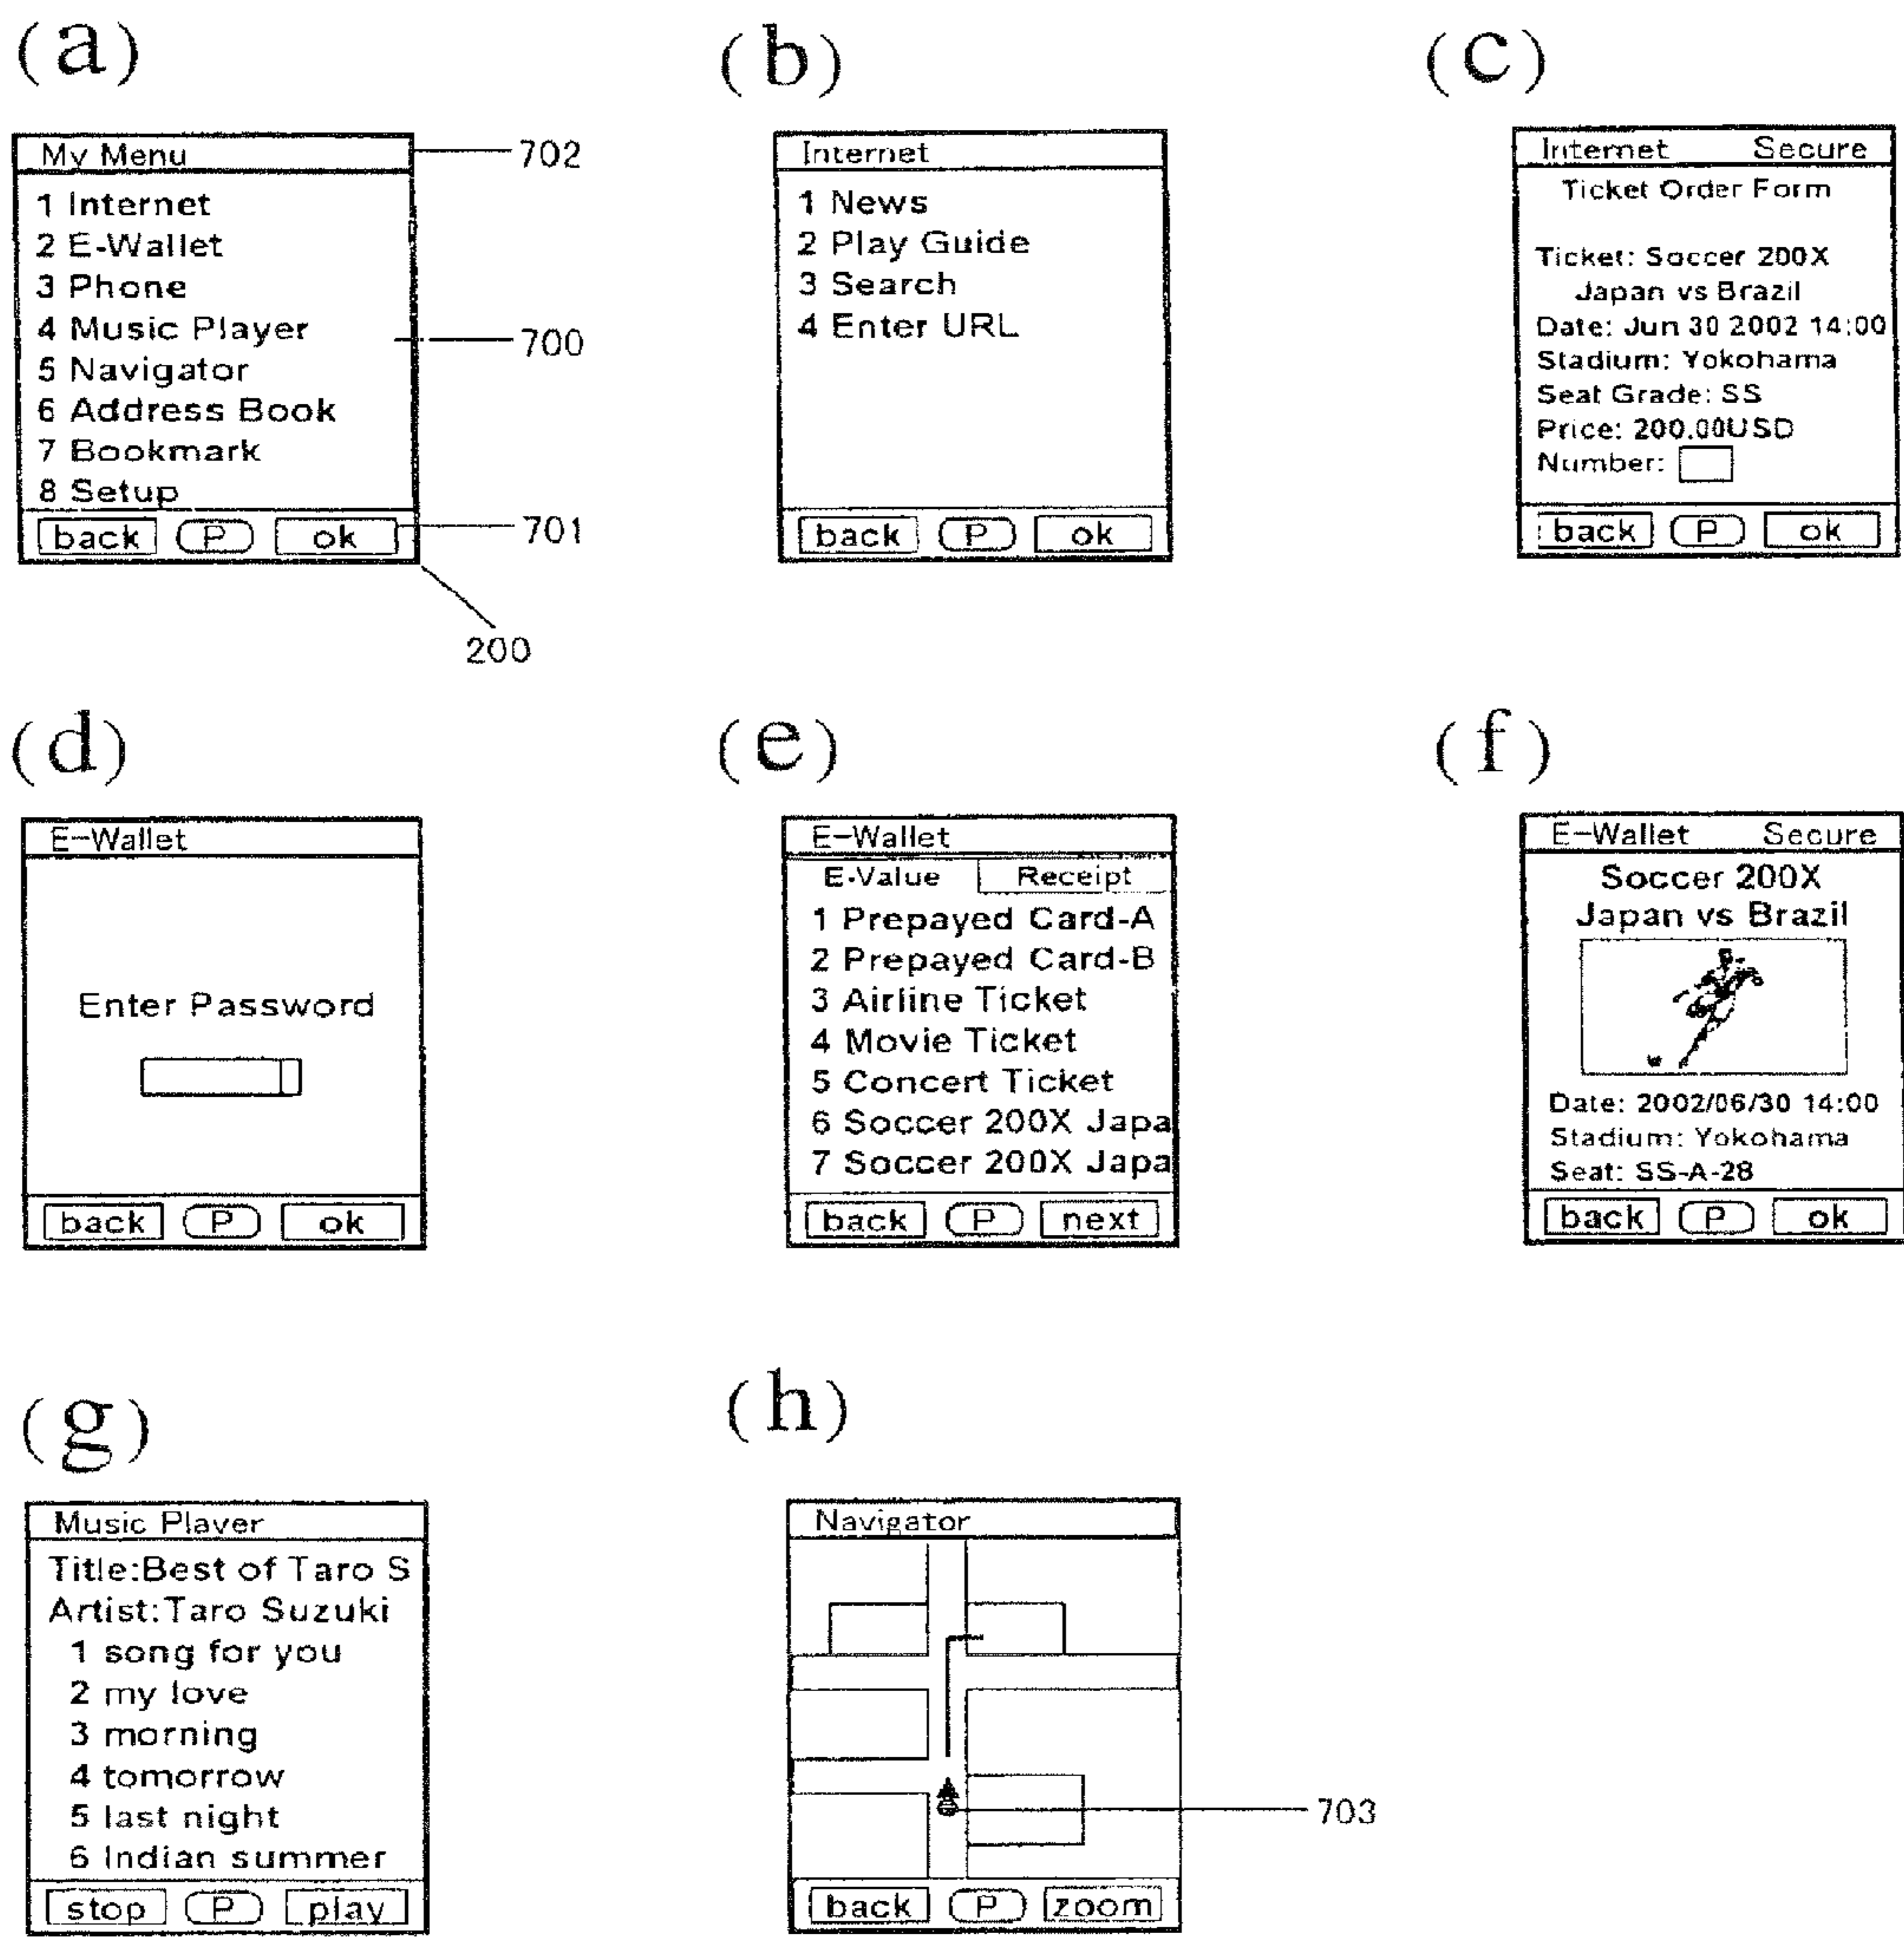 (a)
My Menu
702
1 Internet
2 E-Wallet
3 Phone
4 Music Player
700
5 Navigator
6 Address Book
7 Bookmark
8 Setup
back P ok
701
200
(b)
Internet
1 News
2 Play Guide
3 Search
4 Enter URL
back P ok
(c)
Internet Secure
Ticket Order Form
Ticket: Soccer 200X
Japan vs Brazil
Date: Jun 30 2002 14:00
Stadium: Yokohama
Seat Grade: SS
Price: 200.00USD
Number:
back P ok
(d)
E-Wallet
Enter Password
back P ok
(e)
E-Wallet
E-Value Receipt
1 Prepayed Card-A
2 Prepayed Card-B
3 Airline Ticket
4 Movie Ticket
5 Concert Ticket
6 Soccer 200X Japa
7 Soccer 200X Japa
back P next
(f)
E-Wallet Secure
Soccer 200X
Japan vs Brazil
Date: 2002/06/30 14:00
Stadium: Yokohama
Seat: SS-A-28
back P ok
(g)
Music Player
Title:Best of Taro S
Artist:Taro Suzuki
1 song for you
2 my love
3 morning
4 tomorrow
5 last night
6 Indian summer
stop P play
(h)
Navigator
703
back P zoom